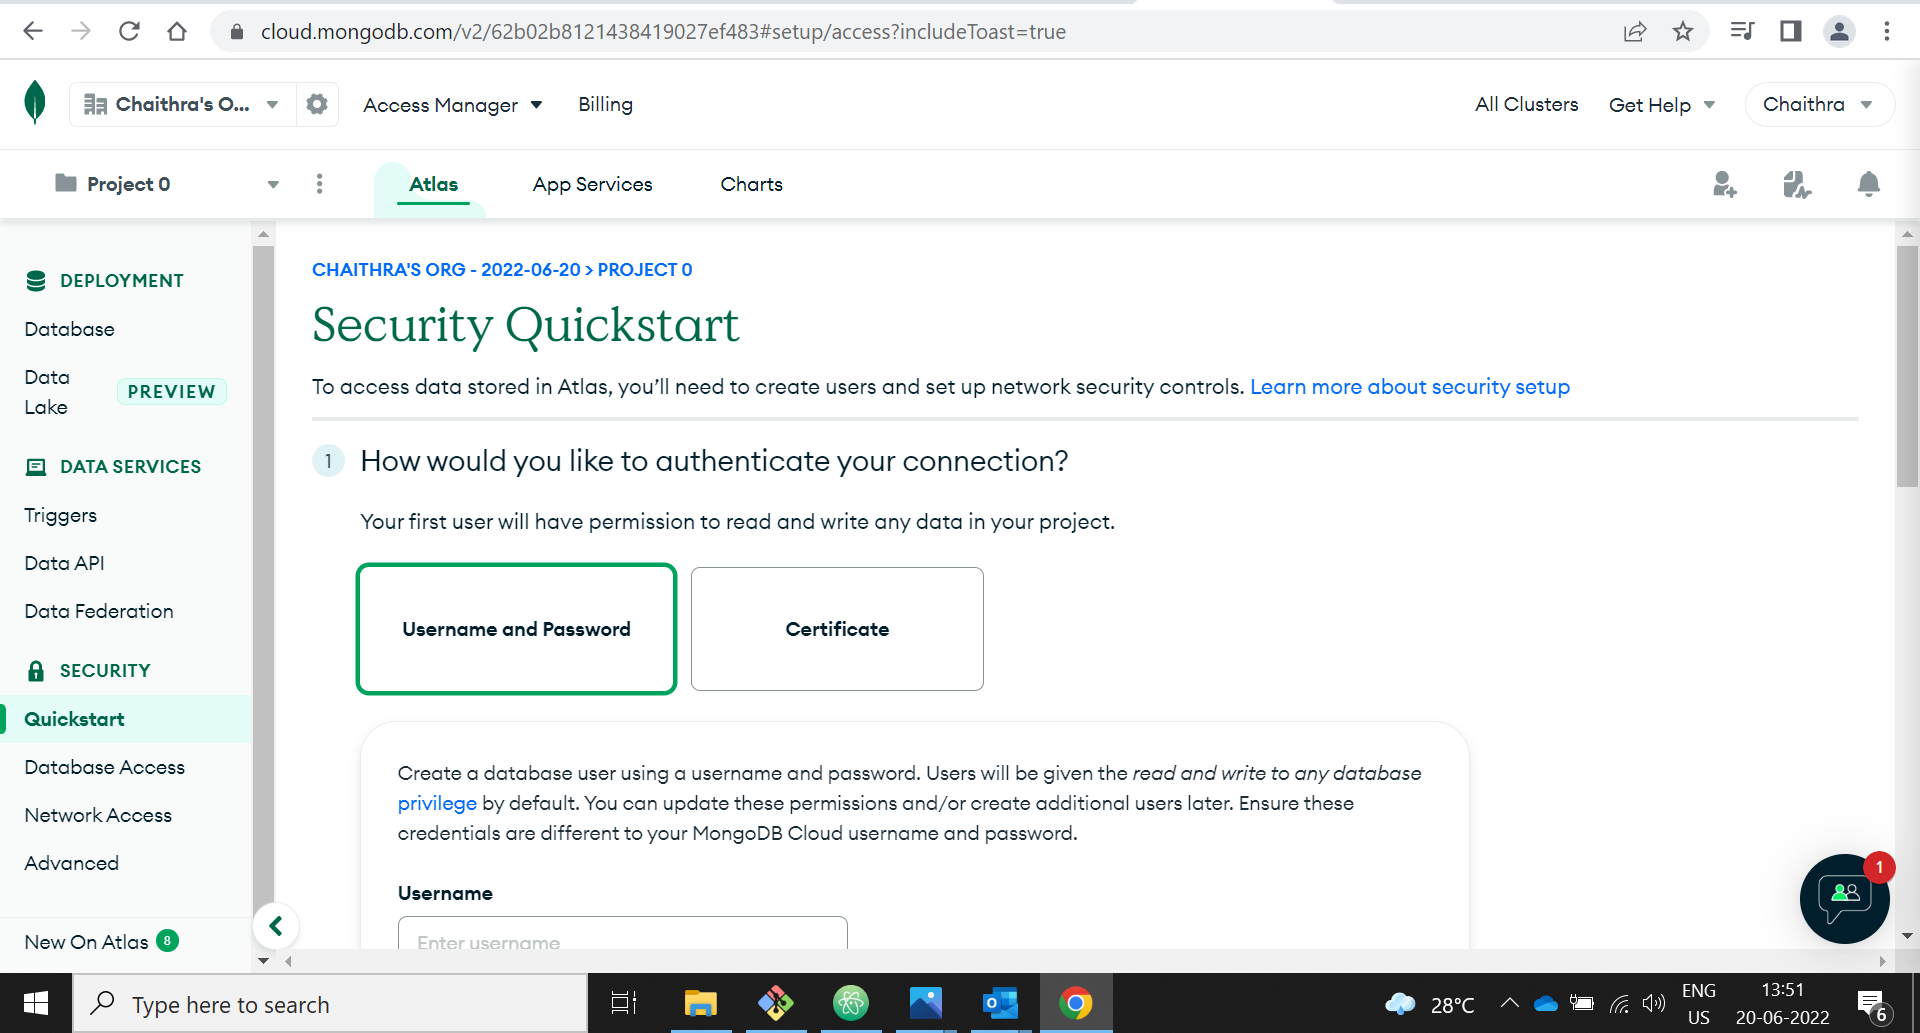 cloud.mongodb.com/v2/62b02b8121438419027ef483#setup/access?includeToast=true
Chaithra's O...
Access Manager
Billing
All Clusters
Get Help
Chaithra
Project 0
Atlas
App Services
Charts
DEPLOYMENT
Database
Data
Lake
PREVIEW
DATA SERVICES
Triggers
Data API
Data Federation
SECURITY
Quickstart
Database Access
Network Access
Advanced
New On Atlas 8
CHAITHRA'S ORG - 2022-06-20 > PROJECT 0
Security Quickstart
To access data stored in Atlas, you’ll need to create users and set up network security controls. Learn more about security setup
1 How would you like to authenticate your connection?
Your first user will have permission to read and write any data in your project.
Username and Password
Certificate
Create a database user using a username and password. Users will be given the read and write to any database
privilege by default. You can update these permissions and/or create additional users later. Ensure these
credentials are different to your MongoDB Cloud username and password.
Username
Enter username
1
Type here to search
28°C
ENG
US
13:51
20-06-2022
6